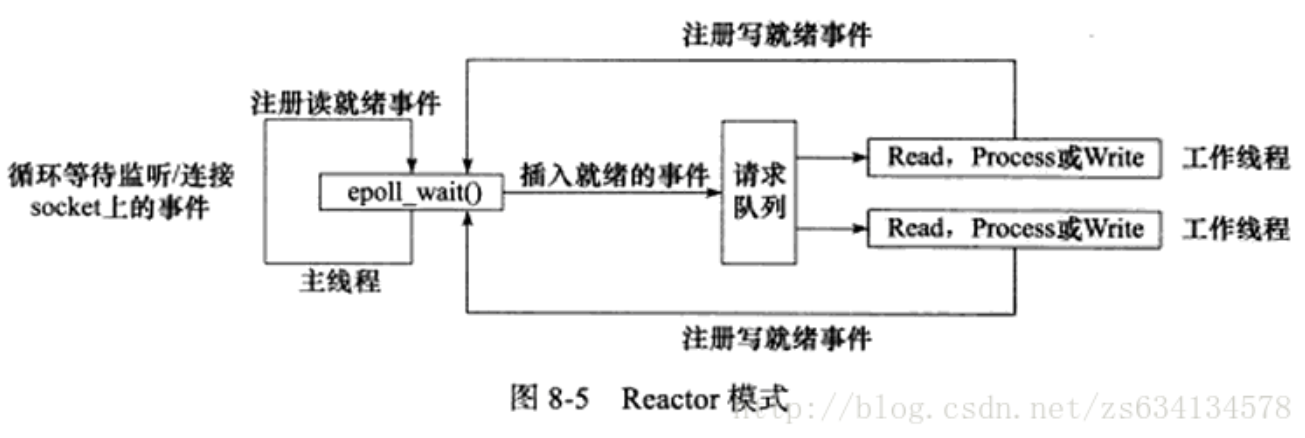 注册写就绪事件
注册读就绪事件
循环等待监听/连接
socket上的事件
epoll_wait()
插入就绪的事件
请求
队列
Read，Process或Write
工作线程
Read，Process或Write
工作线程
主线程
注册写就绪事件
图 8-5 Reactor 模式
http://blog.csdn.net/zs634134578